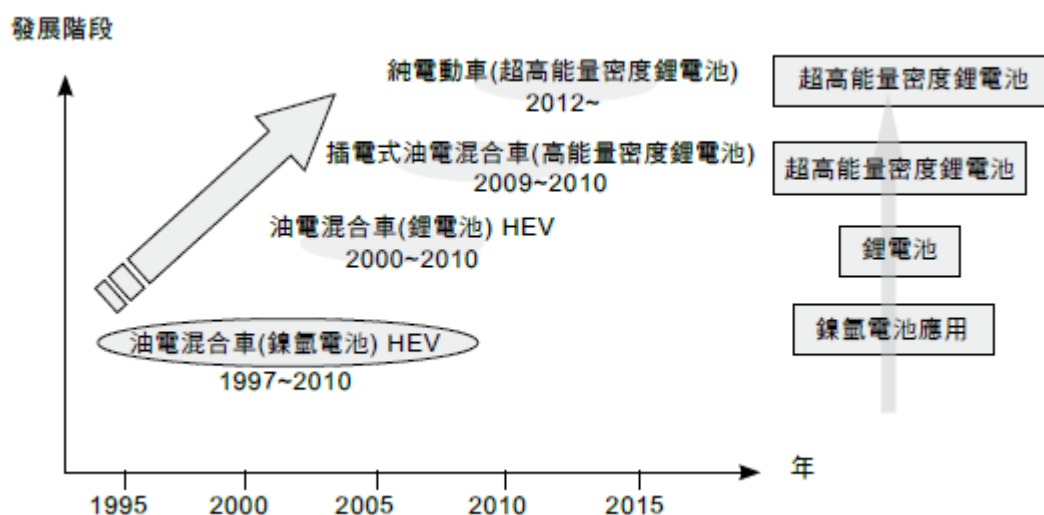 發展階段
純電動車(超高能量密度鋰電池)
2012~
超高能量密度鋰電池
插電式油電混合車(高能量密度鋰電池)
2009~2010
超高能量密度鋰電池
油電混合車(鋰電池) HEV
2000~2010
鋰電池
油電混合車(鎳氫電池) HEV
1997~2010
鎳氫電池應用
年
1995 2000 2005 2010 2015